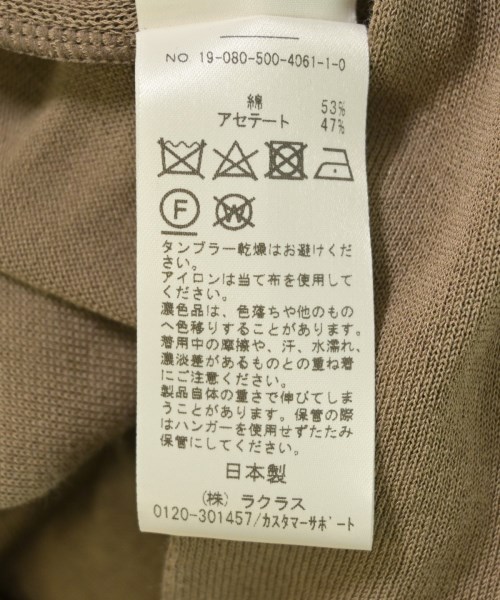 NO 19-080-500-4061-1-0
綿 53%
アセテート 47%
F W
タンブラー乾燥はお避けくだ
さい。
アイロンは当て布を使用して
ください。
濃色品は、色落ちや他のもの
へ色移りすることがあります。
着用中の摩擦や、汗、水濡れ、
濃淡差があるものとの重ね着
にご注意ください。
製品自体の重さで伸びてしま
うことがあります。保管の際
はハンガーを使用せずたたみ
保管にしてください。
日本製
(株) ラクラス
0120-301457/カスタマーサポート